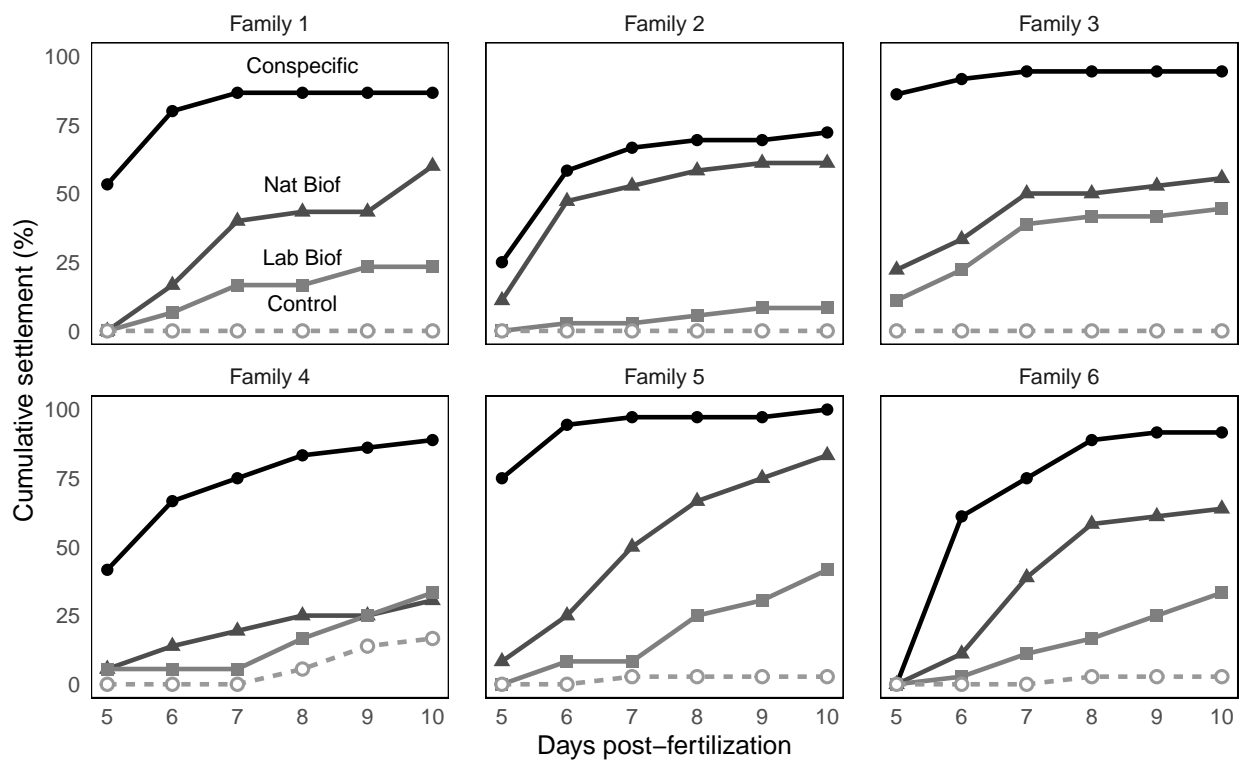 Family 1
Family 2
Family 3
Cumulative settlement (%)
100
75
50
25
0
Conspecific
Nat Biof
Lab Biof
Control
Family 4
Family 5
Family 6
100
75
50
25
0
5 6 7 8 9 10
5 6 7 8 9 10
5 6 7 8 9 10
Days post–fertilization